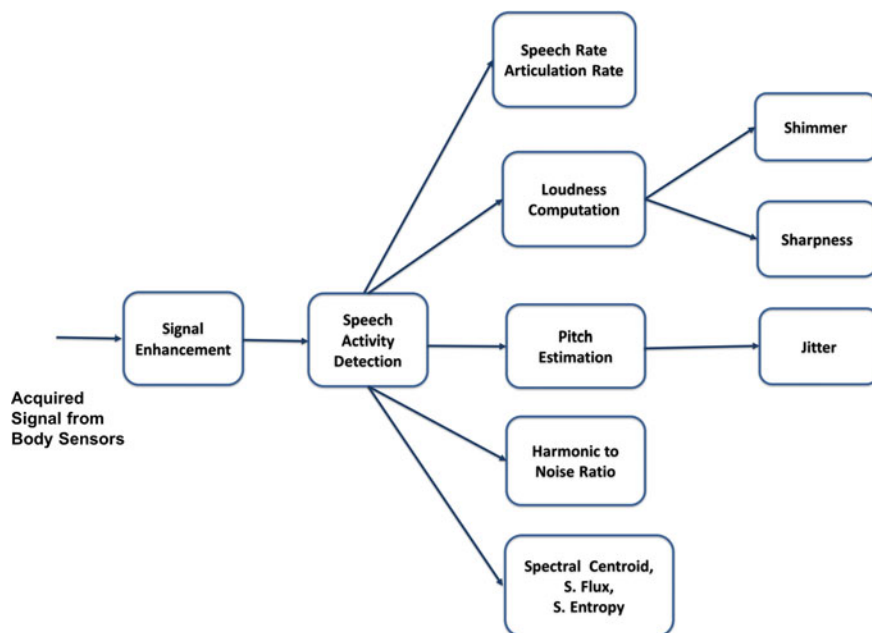 Speech Rate
Articulation Rate
Shimmer
Loudness
Computation
Sharpness
Signal
Enhancement
Speech
Activity
Detection
Pitch
Estimation
Jitter
Acquired
Signal from
Body Sensors
Harmonic to
Noise Ratio
Spectral Centroid,
S. Flux,
S. Entropy